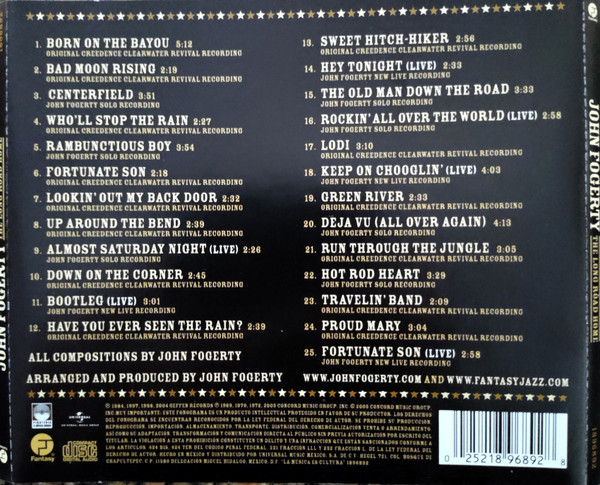 1. BORN ON THE BAYOU 5:12
ORIGINAL CREEDENCE CLEARWATER REVIVAL RECORDING
2. BAD MOON RISING 2:19
ORIGINAL CREEDENCE CLEARWATER REVIVAL RECORDING
3. CENTERFIELD 3:51
JOHN FOGERTY SOLO RECORDING
4. WHO'LL STOP THE RAIN 2:27
ORIGINAL CREEDENCE CLEARWATER REVIVAL RECORDING
5. RAMBUNCTIOUS BOY 3:54
JOHN FOGERTY SOLO RECORDING
6. FORTUNATE SON 2:18
ORIGINAL CREEDENCE CLEARWATER REVIVAL RECORDING
7. LOOKIN' OUT MY BACK DOOR 2:32
ORIGINAL CREEDENCE CLEARWATER REVIVAL RECORDING
8. UP AROUND THE BEND 2:39
ORIGINAL CREEDENCE CLEARWATER REVIVAL RECORDING
9. ALMOST SATURDAY NIGHT (LIVE) 2:26
JOHN FOGERTY NEW LIVE RECORDING
10. DOWN ON THE CORNER 2:45
ORIGINAL CREEDENCE CLEARWATER REVIVAL RECORDING
11. BOOTLEG (LIVE) 3:01
JOHN FOGERTY NEW LIVE RECORDING
12. HAVE YOU EVER SEEN THE RAIN? 2:39
ORIGINAL CREEDENCE CLEARWATER REVIVAL RECORDING
13. SWEET HITCH-HIKER 2:56
ORIGINAL CREEDENCE CLEARWATER REVIVAL RECORDING
14. HEY TONIGHT (LIVE) 2:33
JOHN FOGERTY NEW LIVE RECORDING
15. THE OLD MAN DOWN THE ROAD 3:33
JOHN FOGERTY SOLO RECORDING
16. ROCKIN' ALL OVER THE WORLD (LIVE) 2:58
JOHN FOGERTY NEW LIVE RECORDING
17. LODI 3:10
ORIGINAL CREEDENCE CLEARWATER REVIVAL RECORDING
18. KEEP ON CHOOGLIN' (LIVE) 4:03
JOHN FOGERTY NEW LIVE RECORDING
19. GREEN RIVER 2:33
ORIGINAL CREEDENCE CLEARWATER REVIVAL RECORDING
20. DEJA VU (ALL OVER AGAIN) 4:13
JOHN FOGERTY SOLO RECORDING
21. RUN THROUGH THE JUNGLE 3:05
ORIGINAL CREEDENCE CLEARWATER REVIVAL RECORDING
22. HOT ROD HEART 3:29
JOHN FOGERTY SOLO RECORDING
23. TRAVELIN' BAND 2:09
ORIGINAL CREEDENCE CLEARWATER REVIVAL RECORDING
24. PROUD MARY 3:04
ORIGINAL CREEDENCE CLEARWATER REVIVAL RECORDING
25. FORTUNATE SON (LIVE) 2:58
JOHN FOGERTY NEW LIVE RECORDING
ALL COMPOSITIONS BY JOHN FOGERTY
ARRANGED AND PRODUCED BY JOHN FOGERTY
WWW.JOHNFOGERTY.COM AND WWW.FANTASYJAZZ.COM
UNIVERSAL
Fantasy
0 25218 96892 8
JOHN FOGERTY THE LONG ROAD HOME
JOHN FOGERTY